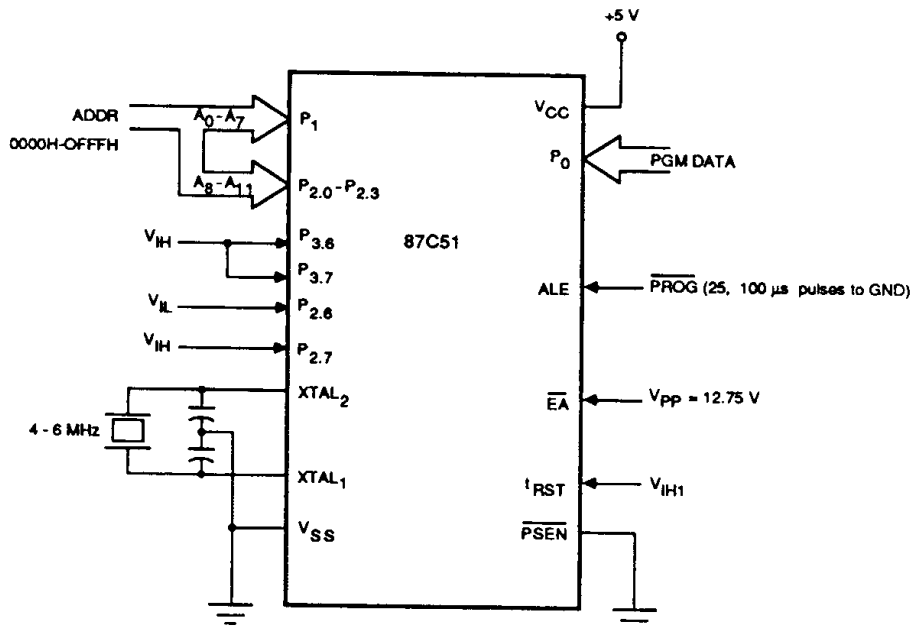 +5 V
ADDR
0000H-OFFFH
A0-A7
P1
VCC
P0
PGM DATA
A8-A11
P2.0-P2.3
87C51
VIH
P3.6
P3.7
ALE
PROG (25, 100 µs pulses to GND)
VIL
P2.6
VIH
P2.7
XTAL2
EA
VPP = 12.75 V
4 - 6 MHz
XTAL1
tRST
VIH1
VSS
PSEN